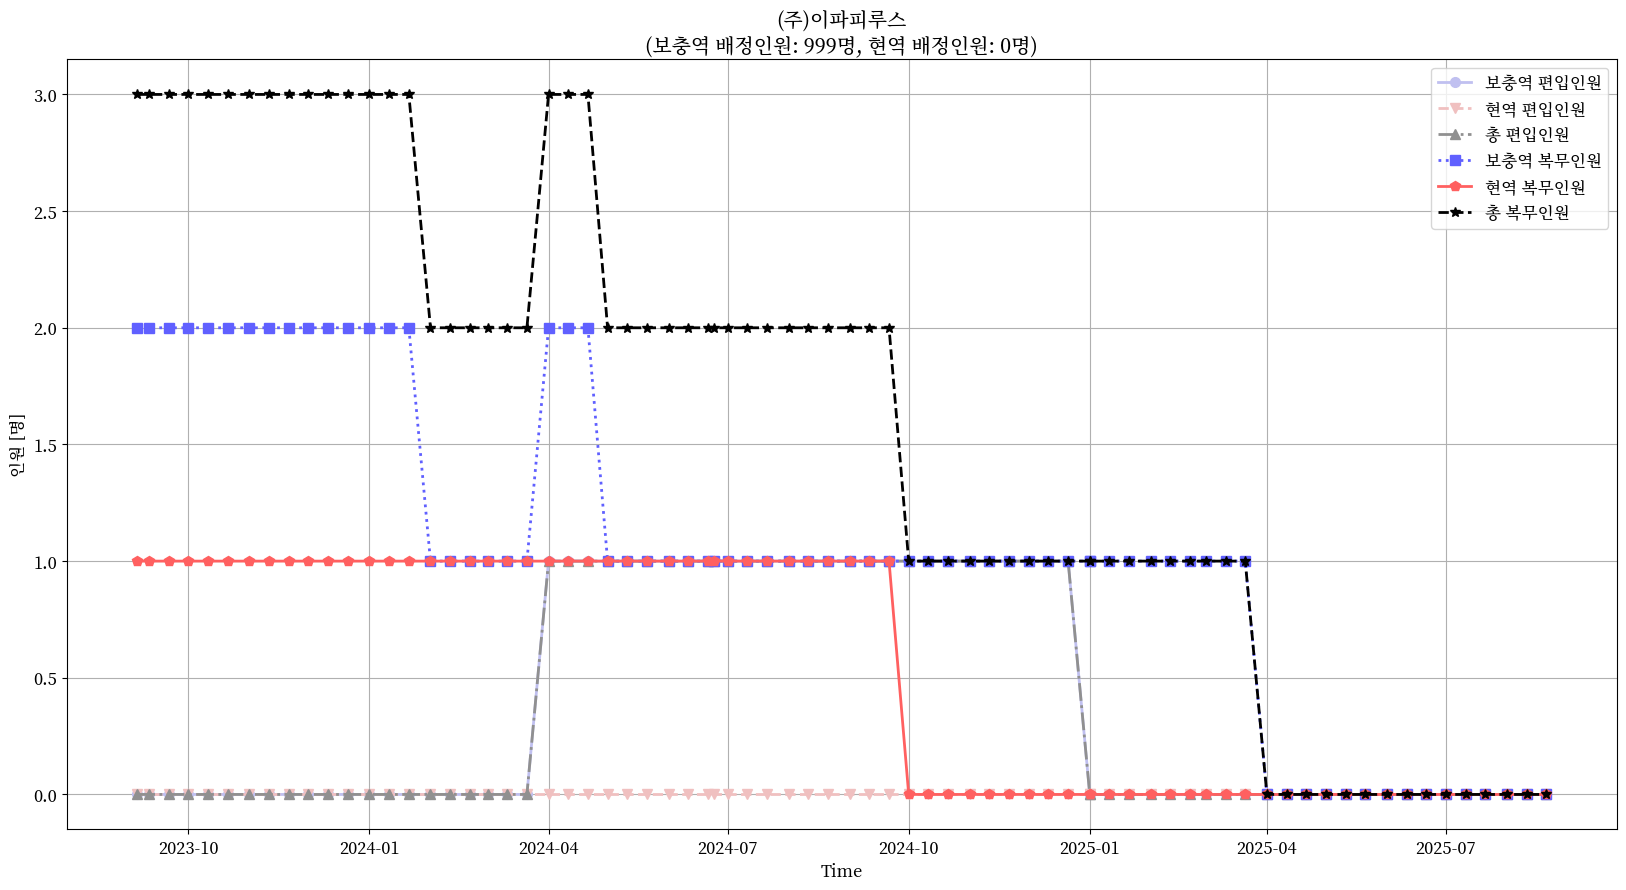 (주)이파피루스
(보충역 배정인원: 999명, 현역 배정인원: 0명)
보충역 편입인원
현역 편입인원
총 편입인원
보충역 복무인원
현역 복무인원
총 복무인원
인원 [명]
3.0
2.5
2.0
1.5
1.0
0.5
0.0
2023-10 2024-01 2024-04 2024-07 2024-10 2025-01 2025-04 2025-07
Time